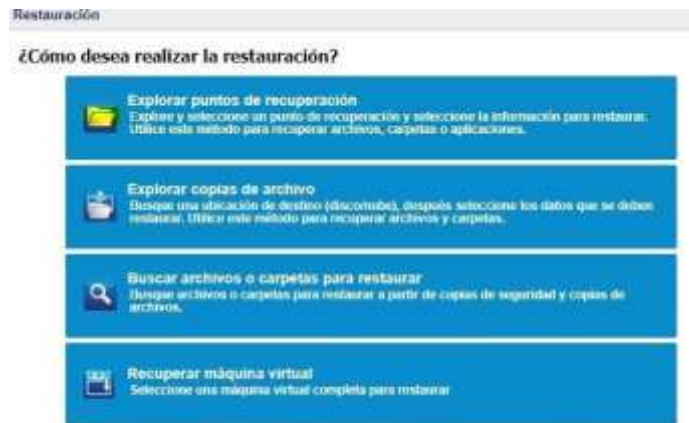 Restauración
¿Cómo desea realizar la restauración?
Explorar puntos de recuperación
Explore y seleccione un punto de recuperación y seleccione la información para restaurar.
Utilice este método para recuperar archivos, carpetas o aplicaciones.
Explorar copias de archivo
Busque una ubicación de destino (disco/nube), después seleccione los datos que se deben
restaurar. Utilice este método para recuperar archivos y carpetas.
Buscar archivos o carpetas para restaurar
Busque archivos o carpetas para restaurar a partir de copias de seguridad y copias de
archivos.
Recuperar máquina virtual
Seleccione una máquina virtual completa para restaurar